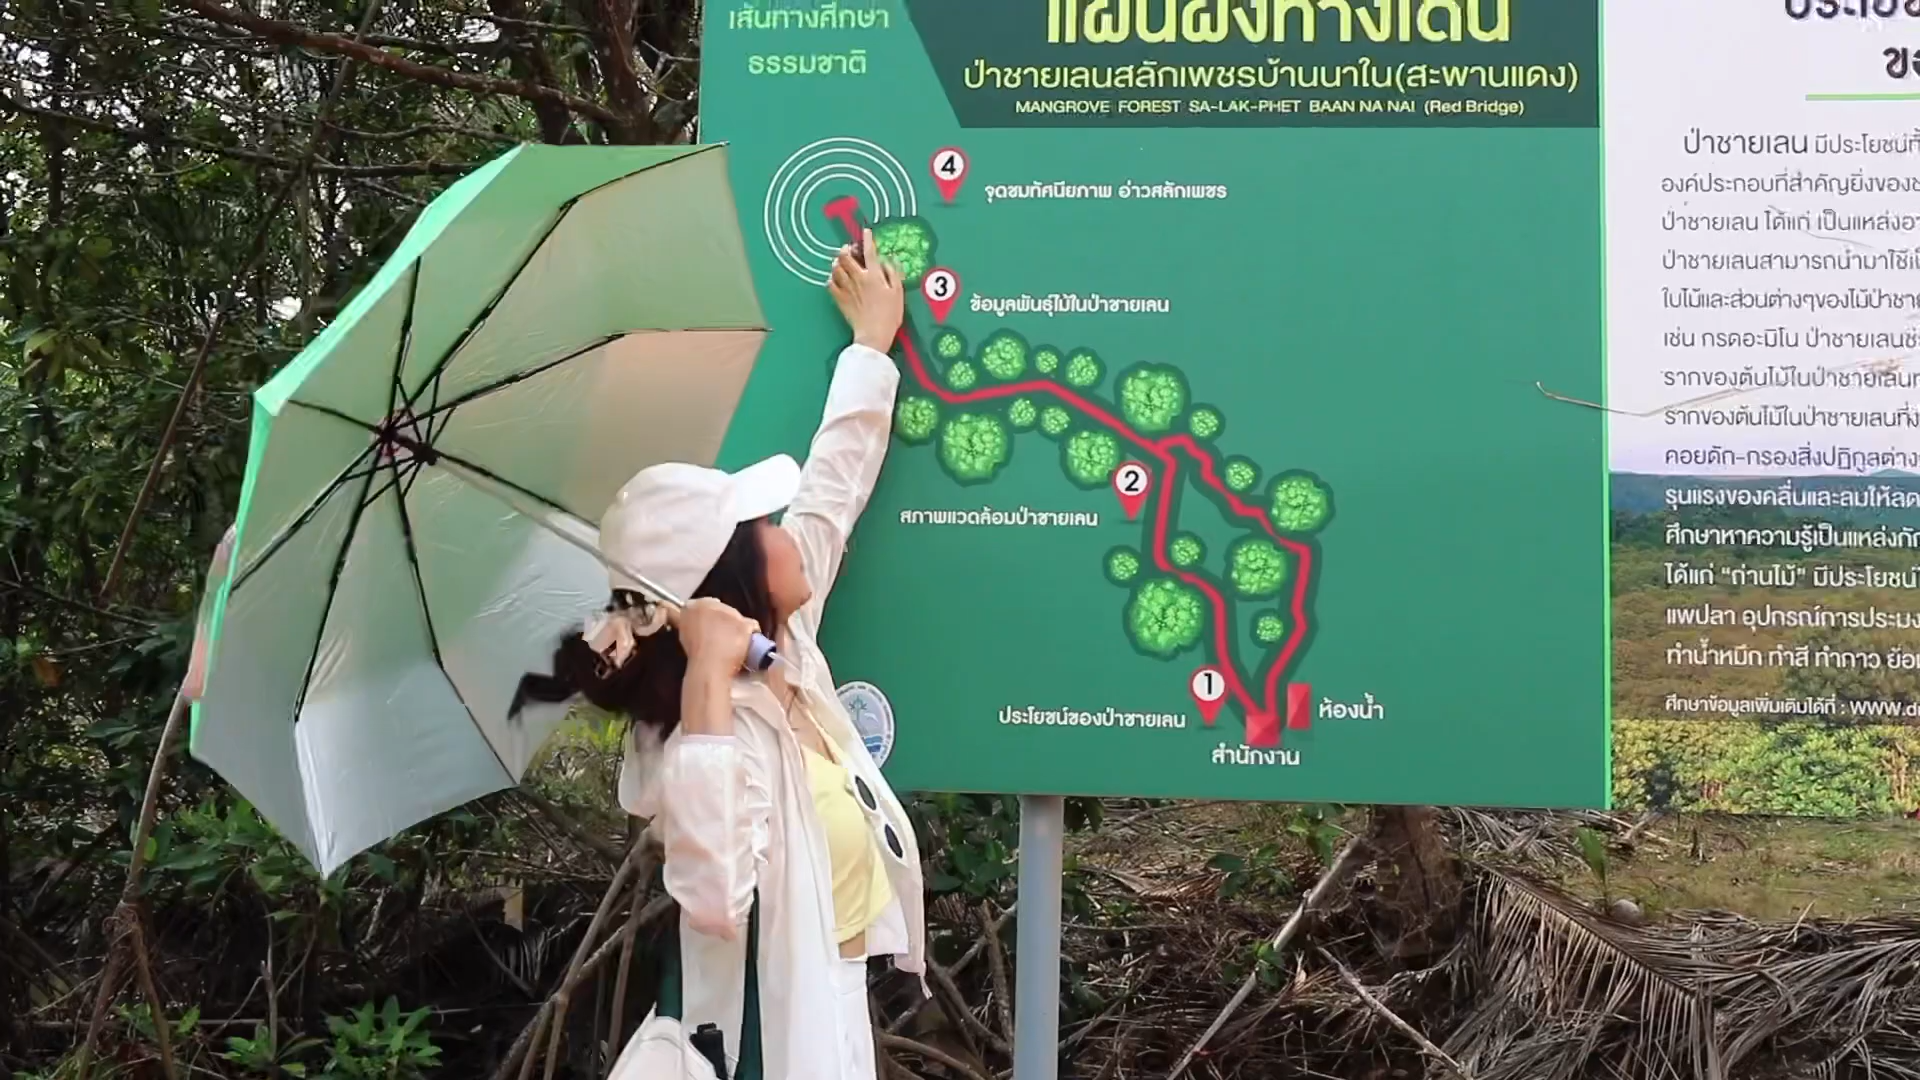 เส้นทางศึกษา
ธรรมชาติ
แผนผังทางเดิน
ป่าชายเลนสลักเพชรบ้านนาใน(สะพานแดง)
MANGROVE FOREST SA-LAK-PHET BAAN NA NAI (Red Bridge)
4
จุดชมทัศนียภาพ อ่าวสลักเพชร
3
ข้อมูลพันธุ์ไม้ในป่าชายเลน
2
สภาพแวดล้อมป่าชายเลน
1
ประโยชน์ของป่าชายเลน
ห้องน้ำ
สำนักงาน
ป่าชายเลน มีประโยชน์
องค์ประกอบที่สำคัญยิ่งของ
ป่าชายเลน ได้แก่ เป็นแหล่ง
ป่าชายเลนสามารถนำมาใช้
ใบไม้และส่วนต่างๆของไม้ป่าชาย
เช่น กรดอะมิโน ป่าชายเลน
รากของต้นไม้ในป่าชายเลน
รากของต้นไม้ในป่าชายเลนที่
คอยดัก-กรองสิ่งปฏิกูลต่าง
รุนแรงของคลื่นและลมให้ลด
ศึกษาหาความรู้เป็นแหล่ง
ได้แก่ “ถ่านไม้” มีประโยชน์
แพปลา อุปกรณ์การประมง
ทำน้ำหมึก ทำสี ทำกาว
ศึกษาข้อมูลเพิ่มเติมได้ที่ : www.